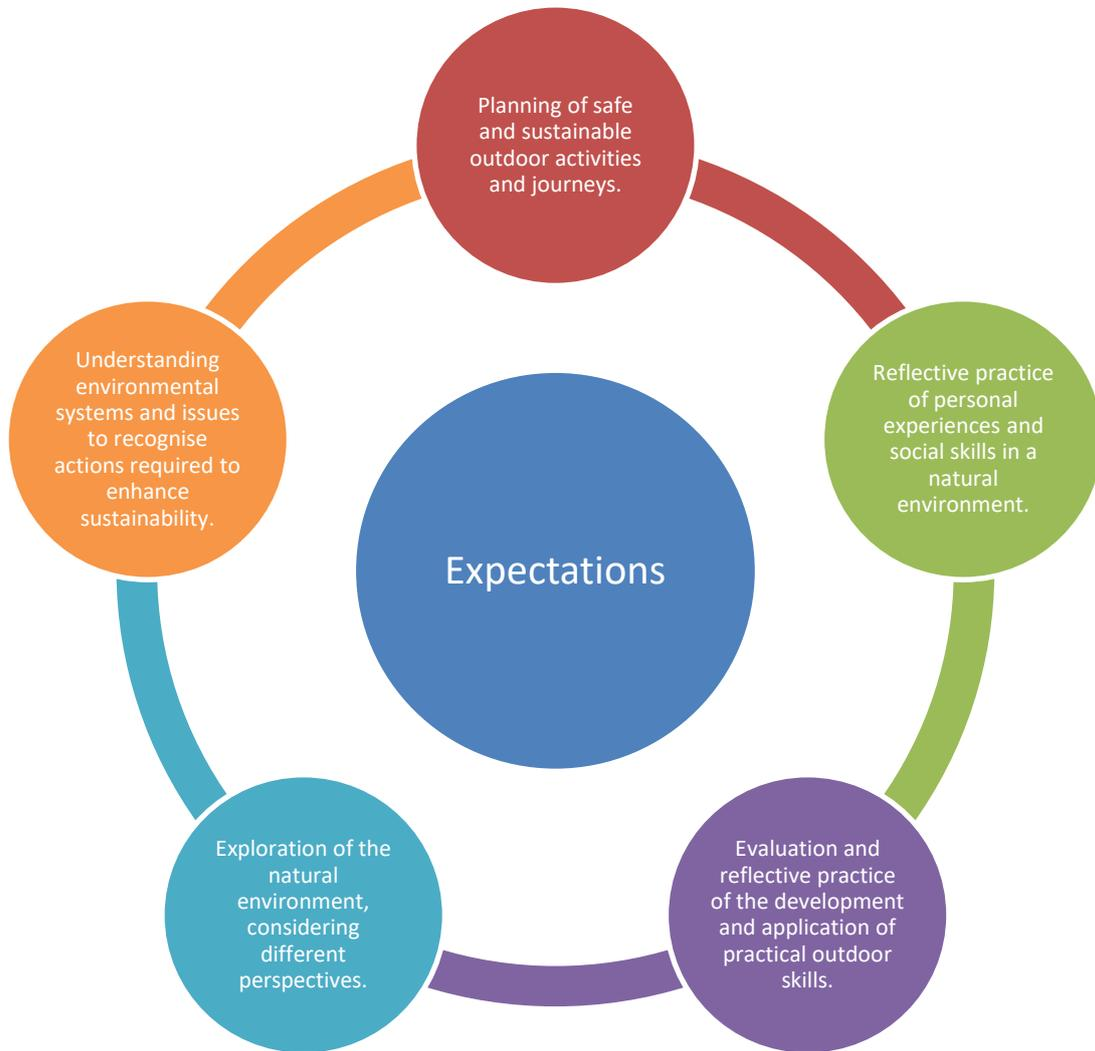 Planning of safe
and sustainable
outdoor activities
and journeys.
Reflective practice
of personal
experiences and
social skills in a
natural
environment.
Evaluation and
reflective practice
of the development
and application of
practical outdoor
skills.
Exploration of the
natural
environment,
considering
different
perspectives.
Understanding
environmental
systems and issues
to recognise
actions required to
enhance
sustainability.
Expectations